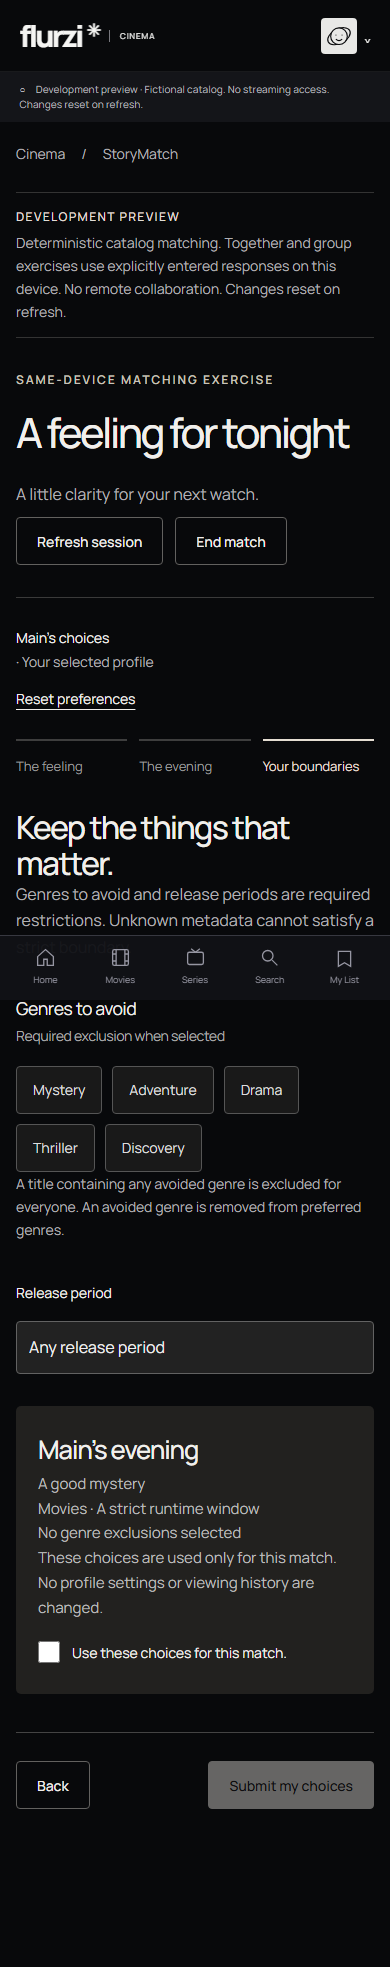 flurzi* | CINEMA
Development preview · Fictional catalog. No streaming access.
Changes reset on refresh.
Cinema / StoryMatch
DEVELOPMENT PREVIEW
Deterministic catalog matching. Together and group
exercises use explicitly entered responses on this
device. No remote collaboration. Changes reset on
refresh.
SAME-DEVICE MATCHING EXERCISE
A feeling for tonight
A little clarity for your next watch.
Refresh session End match
Main's choices
· Your selected profile
Reset preferences
The feeling The evening Your boundaries
Keep the things that
matter.
Genres to avoid and release periods are required
restrictions. Unknown metadata cannot satisfy a
strict
Home Movies Series Search My List
Genres to avoid
Required exclusion when selected
Mystery Adventure Drama
Thriller Discovery
A title containing any avoided genre is excluded for
everyone. An avoided genre is removed from preferred
genres.
Release period
Any release period
Main's evening
A good mystery
Movies · A strict runtime window
No genre exclusions selected
These choices are used only for this match.
No profile settings or viewing history are
changed.
Use these choices for this match.
Back Submit my choices